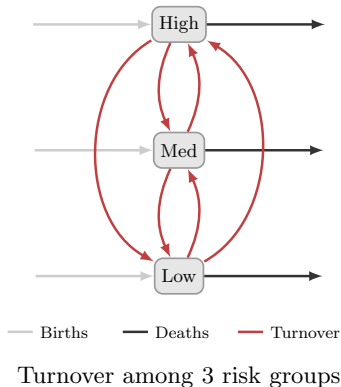 High
Med
Low
Births Deaths Turnover
Turnover among 3 risk groups